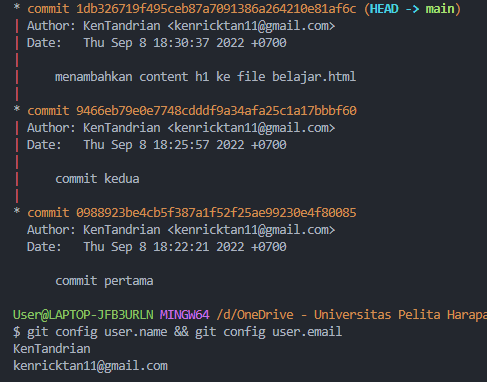 * commit 1db326719f495ceb87a7091386a264210e81af6c (HEAD -> main)
| Author: KenTandrian <kenricktan11@gmail.com>
| Date:   Thu Sep 8 18:30:37 2022 +0700
|
|     menambahkan content h1 ke file belajar.html
|
* commit 9466eb79e0e7748cdddf9a34afa25c1a17bbbf60
| Author: KenTandrian <kenricktan11@gmail.com>
| Date:   Thu Sep 8 18:25:57 2022 +0700
|
|     commit kedua
|
* commit 0988923be4cb5f387a1f52f25ae99230e4f80085
  Author: KenTandrian <kenricktan11@gmail.com>
  Date:   Thu Sep 8 18:22:21 2022 +0700

      commit pertama

User@LAPTOP-JFB3URLN MINGW64 /d/OneDrive - Universitas Pelita Harapa
$ git config user.name && git config user.email
KenTandrian
kenricktan11@gmail.com